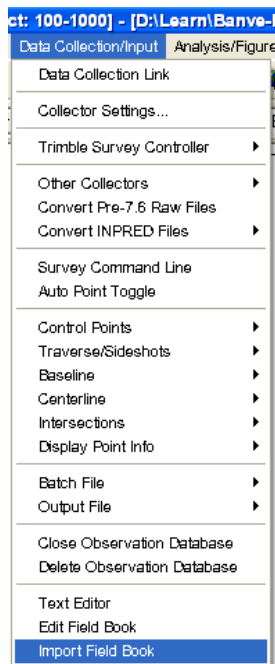 ct: 100-1000] - [D:\Learn\Banve-
Data Collection/Input Analysis/Figure
Data Collection Link
Collector Settings...
Trimble Survey Controller
Other Collectors
Convert Pre-7.6 Raw Files
Convert INPRED Files
Survey Command Line
Auto Point Toggle
Control Points
Traverse/Sideshots
Baseline
Centerline
Intersections
Display Point Info
Batch File
Output File
Close Observation Database
Delete Observation Database
Text Editor
Edit Field Book
Import Field Book